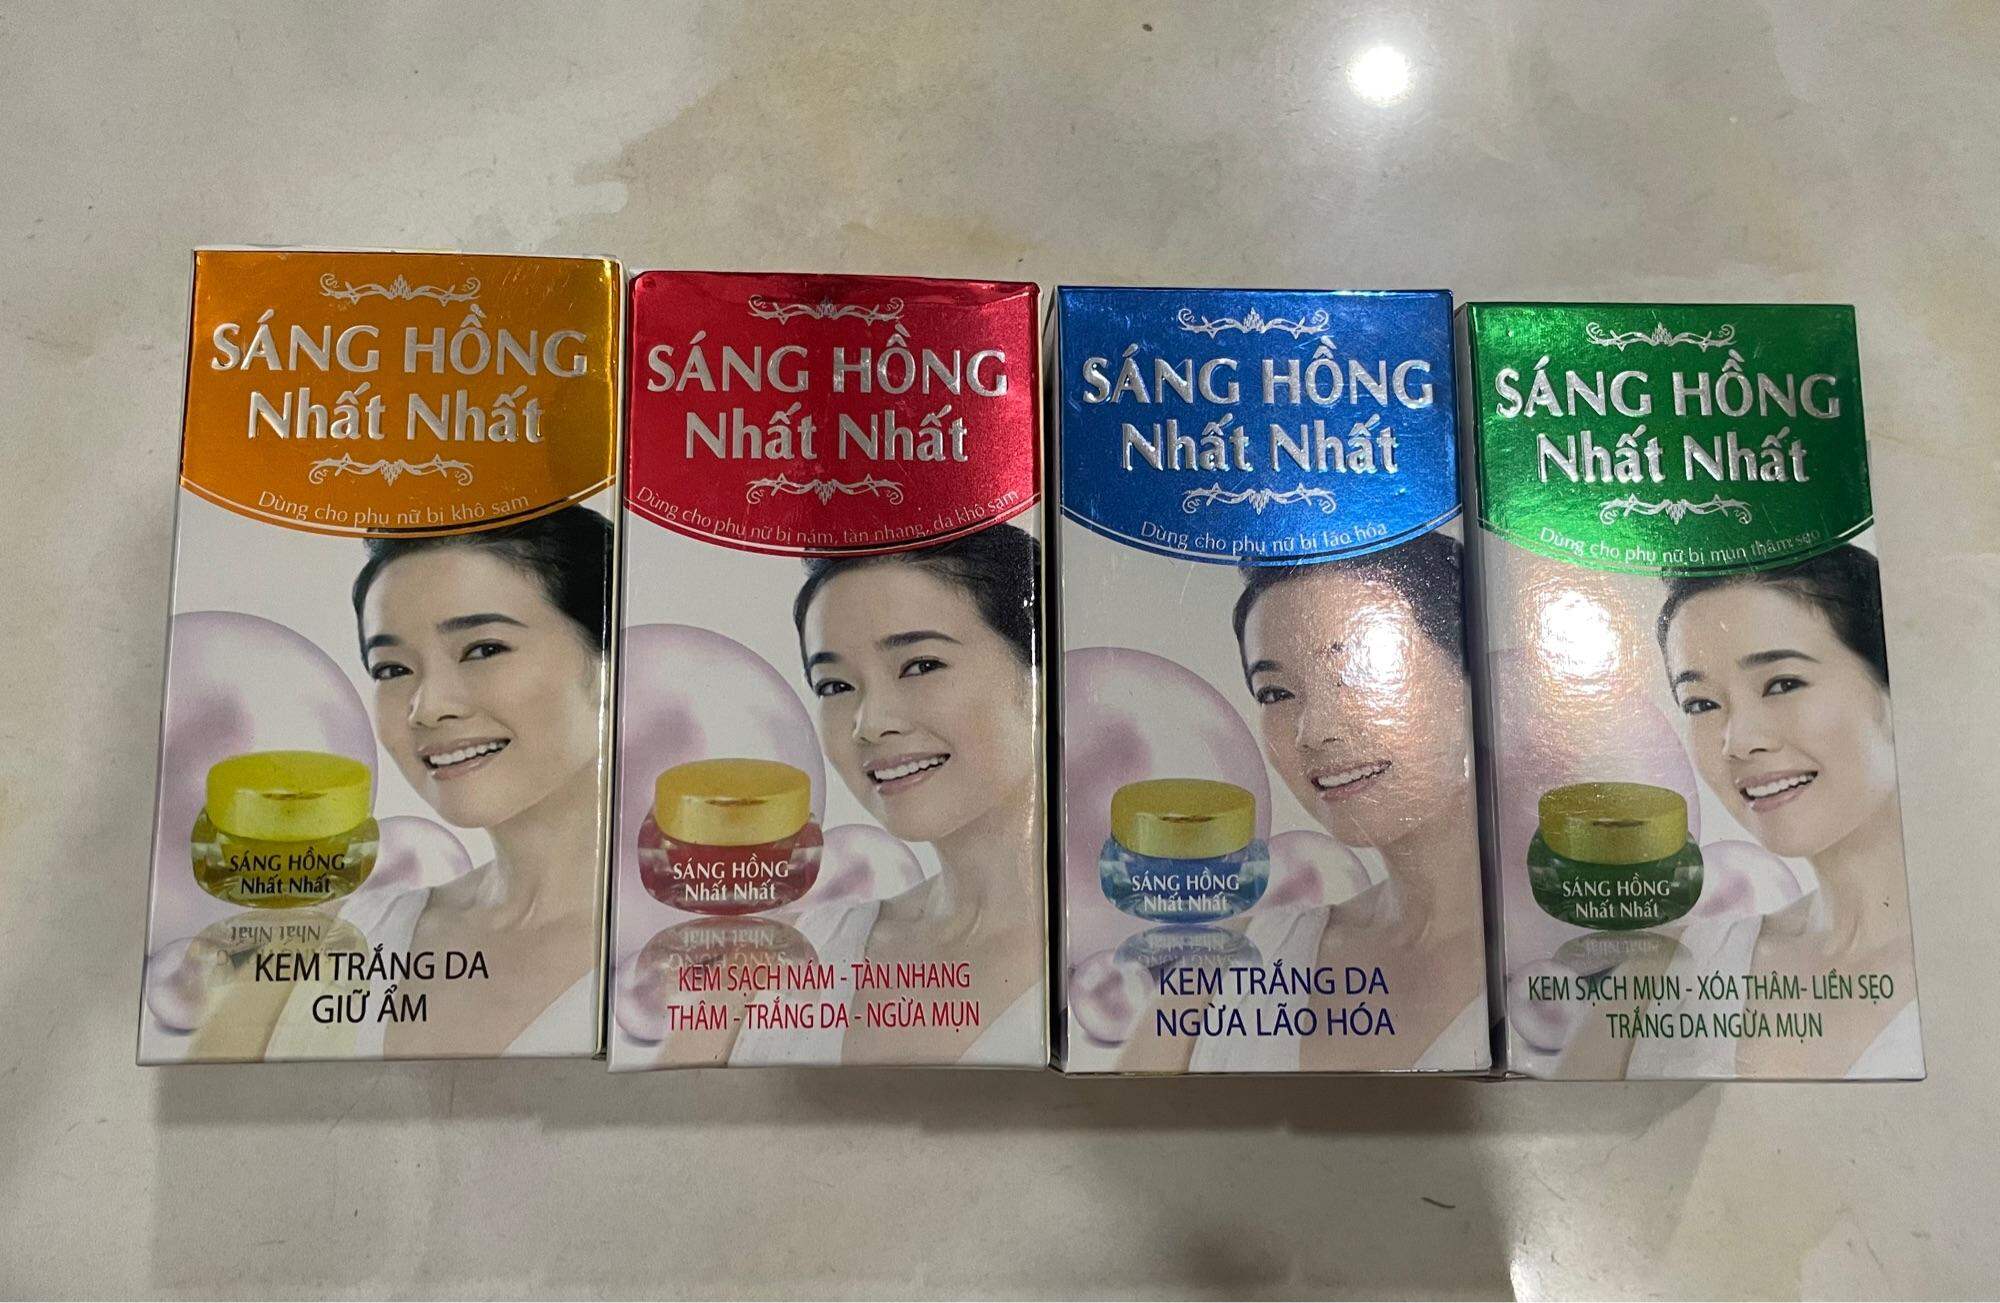 SÁNG HỒNG
Nhất Nhất
Dùng cho phụ nữ bị khô sạm
SÁNG HỒNG
Nhất Nhất
KEM TRẮNG DA
GIỮ ẨM
SÁNG HỒNG
Nhất Nhất
Dùng cho phụ nữ bị nám, tàn nhang, da khô sạm
SÁNG HỒNG
Nhất Nhất
KEM SẠCH NÁM - TÀN NHANG
THÂM - TRẮNG DA - NGỪA MỤN
SÁNG HỒNG
Nhất Nhất
Dùng cho phụ nữ bị lão hóa
SÁNG HỒNG
Nhất Nhất
KEM TRẮNG DA
NGỪA LÃO HÓA
SÁNG HỒNG
Nhất Nhất
Dùng cho phụ nữ bị mụn thâm sẹo
SÁNG HỒNG
Nhất Nhất
KEM SẠCH MỤN - XÓA THÂM- LIỀN SẸO
TRẮNG DA NGỪA MỤN